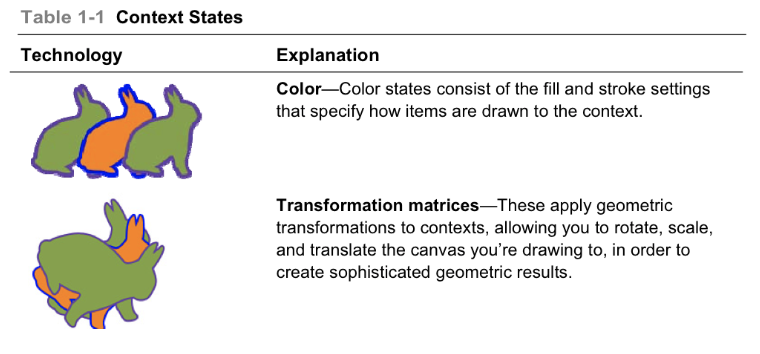 Table 1-1 Context States
Technology Explanation
Color—Color states consist of the fill and stroke settings
that specify how items are drawn to the context.
Transformation matrices—These apply geometric
transformations to contexts, allowing you to rotate, scale,
and translate the canvas you’re drawing to, in order to
create sophisticated geometric results.